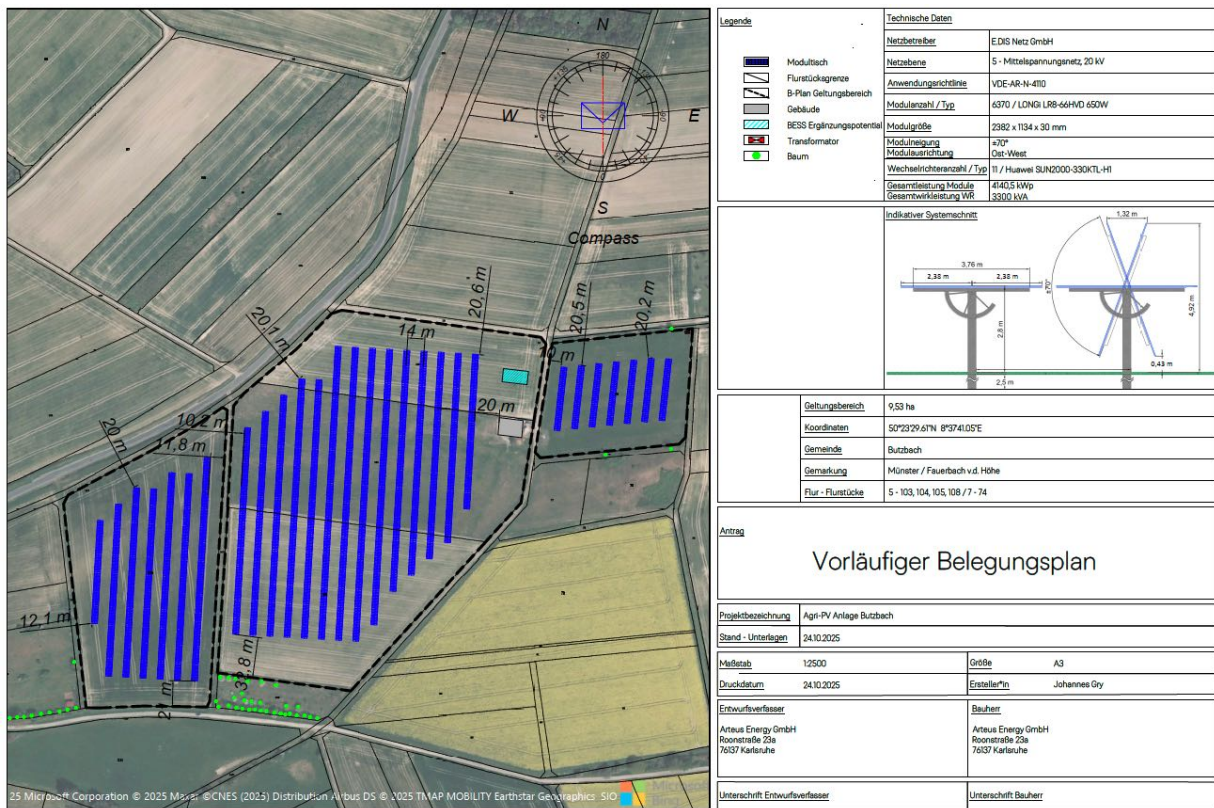 N
180
W
E
S
Compass
20,6 m
20,5 m
20,2 m
20,1 m
14 m
10 m
20 m
10,2 m
20 m
11,8 m
12,1 m
33,8 m
21 m
25 Microsoft Corporation © 2025 Maxar ©CNES (2025) Distribution Airbus DS © 2025 TMAP MOBILITY Earthstar Geographics SIO
Legende
Modultisch
Flurstücksgrenze
B-Plan Geltungsbereich
Gebäude
BESS Ergänzungspotential
Transformator
Baum
Technische Daten
Netzbetreiber E.DIS Netz GmbH
Netzebene 5 - Mittelspannungsnetz, 20 kV
Anwendungsrichtlinie VDE-AR-N-4110
Modulanzahl / Typ 6370 / LONGi LR8-66HVD 650W
Modulgröße 2382 x 1134 x 30 mm
Modulneigung ±70°
Modulausrichtung Ost-West
Wechselrichteranzahl / Typ 11 / Huawei SUN2000-330KTL-H1
Gesamtleistung Module 4140,5 kWp
Gesamtwirkleistung WR 3300 kVA
Indikativer Systemschnitt
1,32 m
3,76 m
2,38 m 2,38 m
±70°
2,8 m
4,92 m
0,43 m
2,5 m
Geltungsbereich 9,53 ha
Koordinaten 50°23'29.61"N 8°37'41.05"E
Gemeinde Butzbach
Gemarkung Münster / Fauerbach v.d. Höhe
Flur - Flurstücke 5 - 103, 104, 105, 108 / 7 - 74
Antrag
Vorläufiger Belegungsplan
Projektbezeichnung Agri-PV Anlage Butzbach
Stand - Unterlagen 24.10.2025
Maßstab 1:2500 Größe A3
Druckdatum 24.10.2025 Ersteller*in Johannes Gry
Entwurfsverfasser
Arteus Energy GmbH
Roonstraße 23a
76137 Karlsruhe
Bauherr
Arteus Energy GmbH
Roonstraße 23a
76137 Karlsruhe
Unterschrift Entwurfsverfasser Unterschrift Bauherr